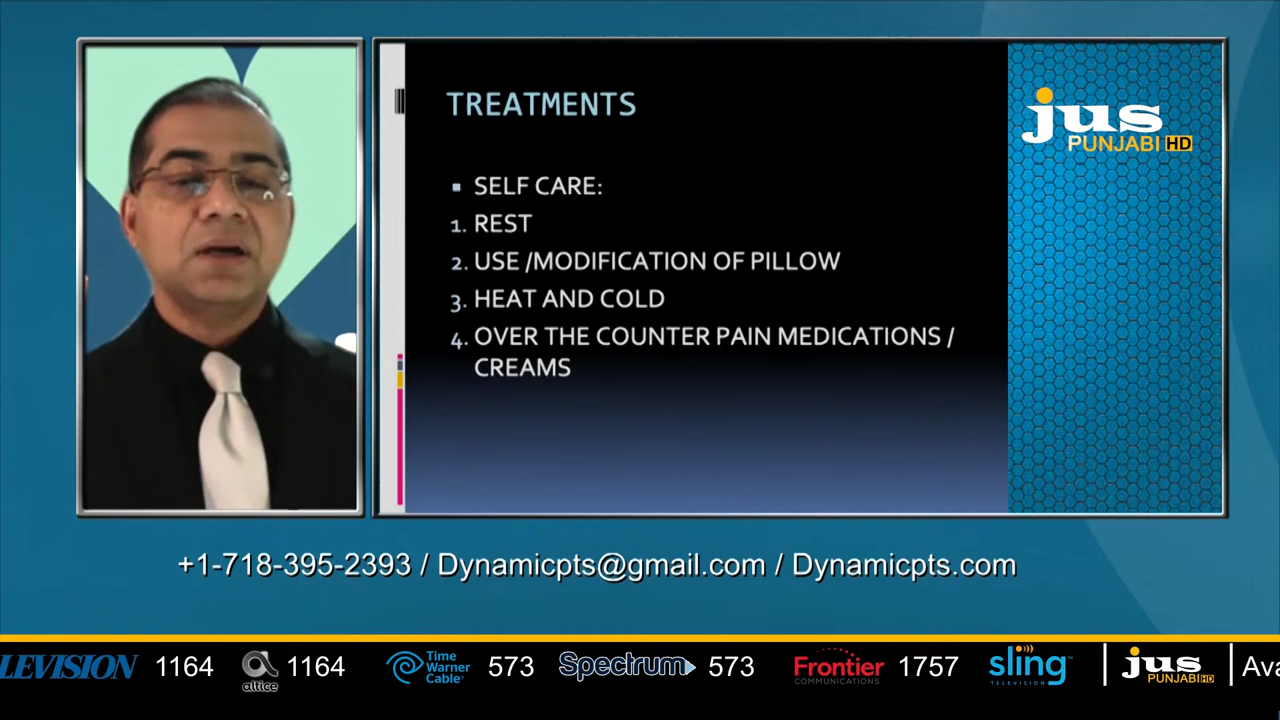 TREATMENTS
▪ SELF CARE:
1. REST
2. USE /MODIFICATION OF PILLOW
3. HEAT AND COLD
4. OVER THE COUNTER PAIN MEDICATIONS /
CREAMS
jus
PUNJABI HD
+1-718-395-2393 / Dynamicpts@gmail.com / Dynamicpts.com
LEVISION 1164 altice 1164 Time Warner Cable 573 Spectrum 573 Frontier COMMUNICATIONS 1757 sling TELEVISION jus PUNJABI HD Ava